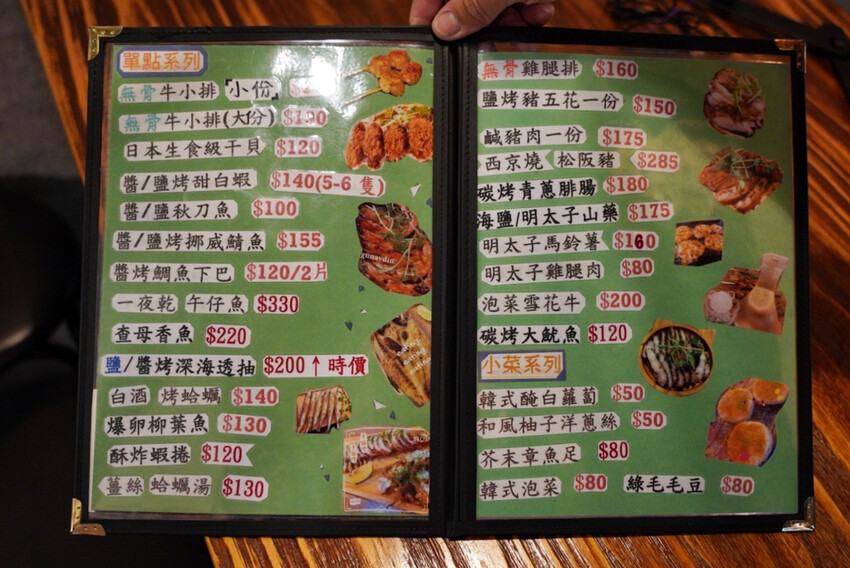 單點系列
無骨牛小排「小份」
無骨牛小排(大份)
日本生食級干貝 $120
醬/鹽烤甜白蝦 $140(5-6 隻)
醬/鹽秋刀魚 $100
醬/鹽烤挪威鯖魚 $155
醬烤鯛魚下巴 $120/2片
一夜乾 午仔魚 $330
查母香魚 $220
鹽/醬烤深海透抽 $200↑時價
白酒 烤蛤蠣 $140
爆卵柳葉魚 $130
酥炸蝦捲 $120
薑絲 蛤蠣湯 $130
gunaydin
無骨雞腿排 $160
鹽烤豬五花一份 $150
鹹豬肉一份 $175
西京燒 松阪豬 $285
碳烤青蔥腓腸 $180
海鹽/明太子山藥 $175
明太子馬鈴薯 $160
明太子雞腿肉 $80
泡菜雪花牛 $200
碳烤大魷魚 $120
小菜系列
韓式醃白蘿蔔 $50
和風柚子洋蔥絲 $50
芥末章魚足 $80
韓式泡菜 $80 綠毛毛豆 $80